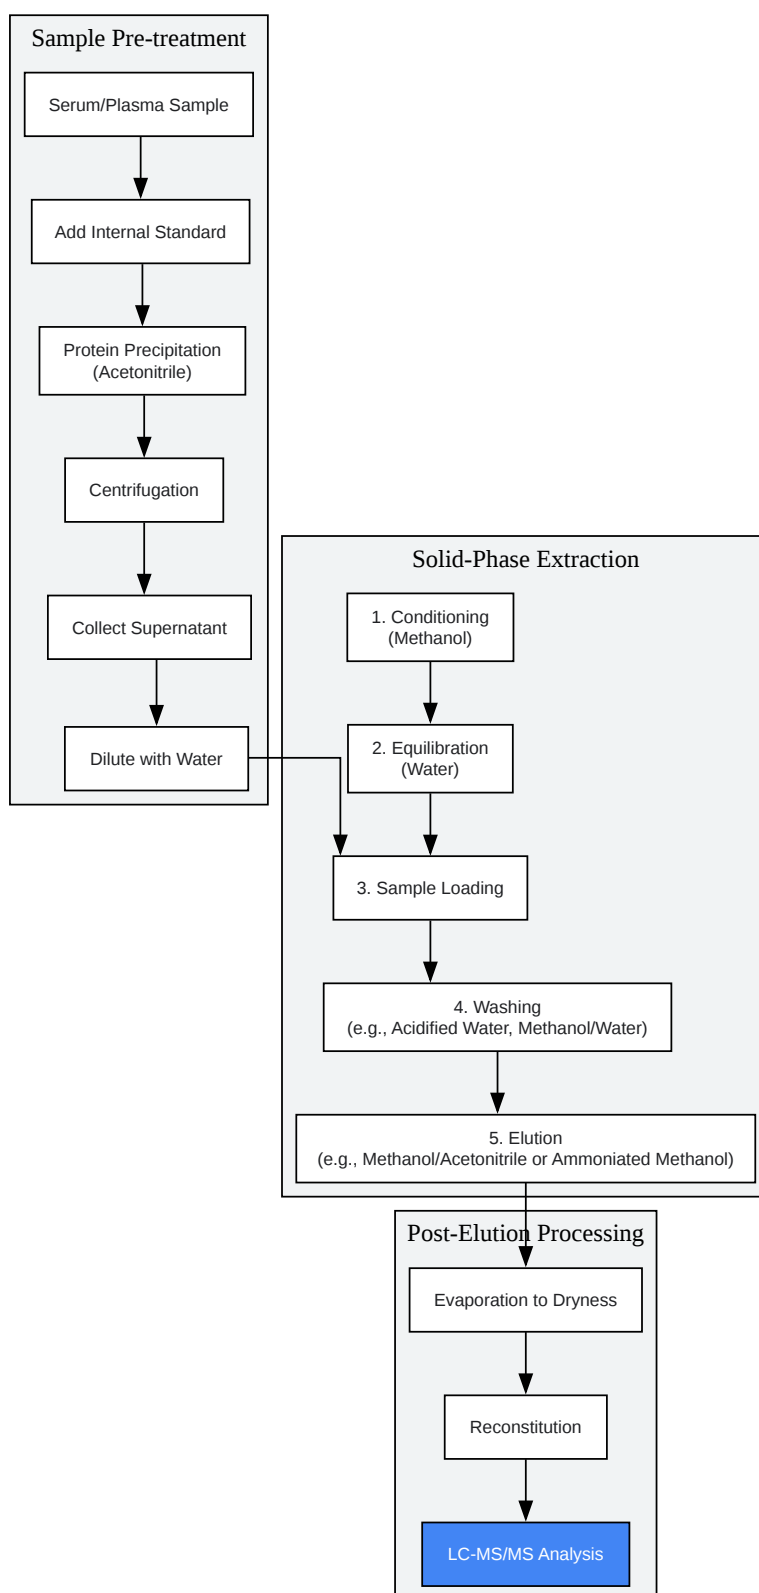 Sample Pre-treatment
Serum/Plasma Sample
Add Internal Standard
Protein Precipitation
(Acetonitrile)
Centrifugation
Collect Supernatant
Dilute with Water
Solid-Phase Extraction
1. Conditioning
(Methanol)
2. Equilibration
(Water)
3. Sample Loading
4. Washing
(e.g., Acidified Water, Methanol/Water)
5. Elution
(e.g., Methanol/Acetonitrile or Ammoniated Methanol)
Post-Elution Processing
Evaporation to Dryness
Reconstitution
LC-MS/MS Analysis